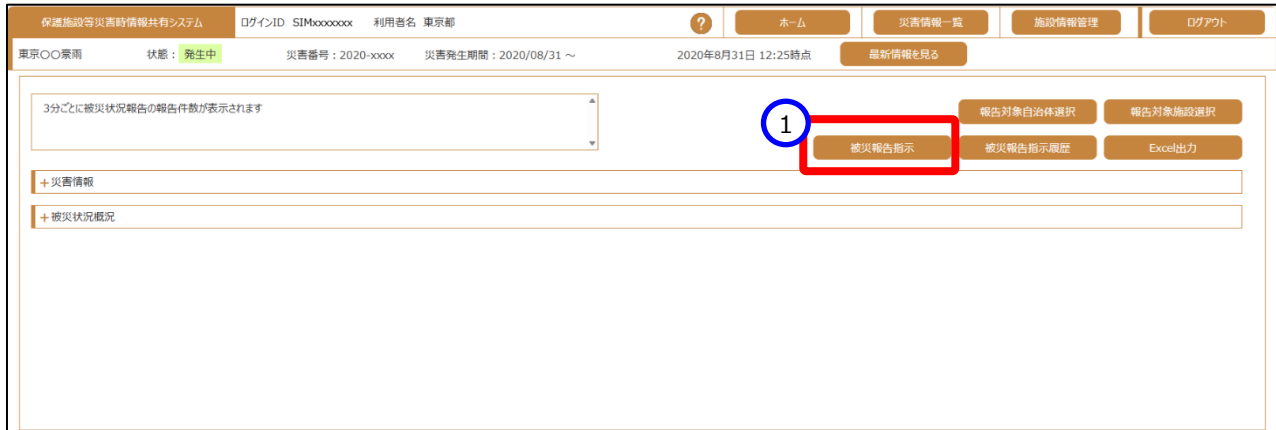 保護施設等災害時情報共有システム ログインID SIMxxxxxxx 利用者名 東京都 ? ホーム 災害情報一覧 施設情報管理 ログアウト
東京〇〇豪雨 状態： 発生中 災害番号：2020-xxxx 災害発生期間：2020/08/31 ～ 2020年8月31日 12:25時点 最新情報を見る
3分ごとに被災状況報告の報告件数が表示されます
報告対象自治体選択 報告対象施設選択
1
被災報告指示 被災報告指示履歴 Excel出力
+災害情報
+被災状況概況